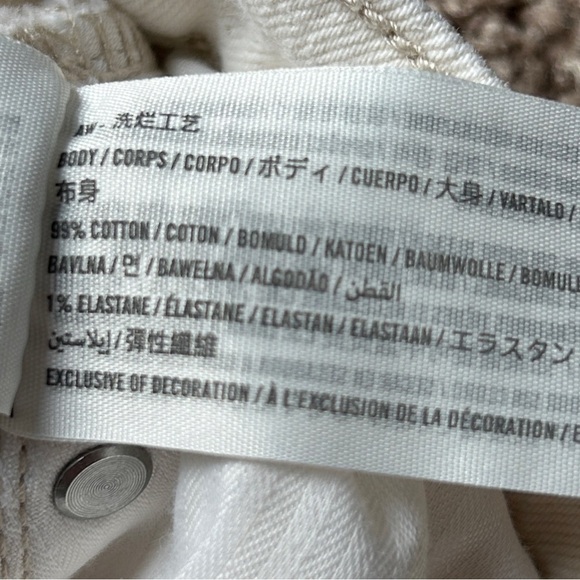 AW - 洗烂工艺
BODY / CORPS / CORPO / ボディ / CUERPO / 大身 / VARTALO /
布身
99% COTTON / COTON / BOMULD / KATOEN / BAUMWOLLE / BOMUL
BAVLNA / 면 / BAWEŁNA / ALGODÃO / القطن
1% ELASTANE / ÉLASTANE / ELASTAN / ELASTAAN / エラスタン
إيلاستين / 彈性纖維
EXCLUSIVE OF DECORATION / À L'EXCLUSION DE LA DÉCORATION / E